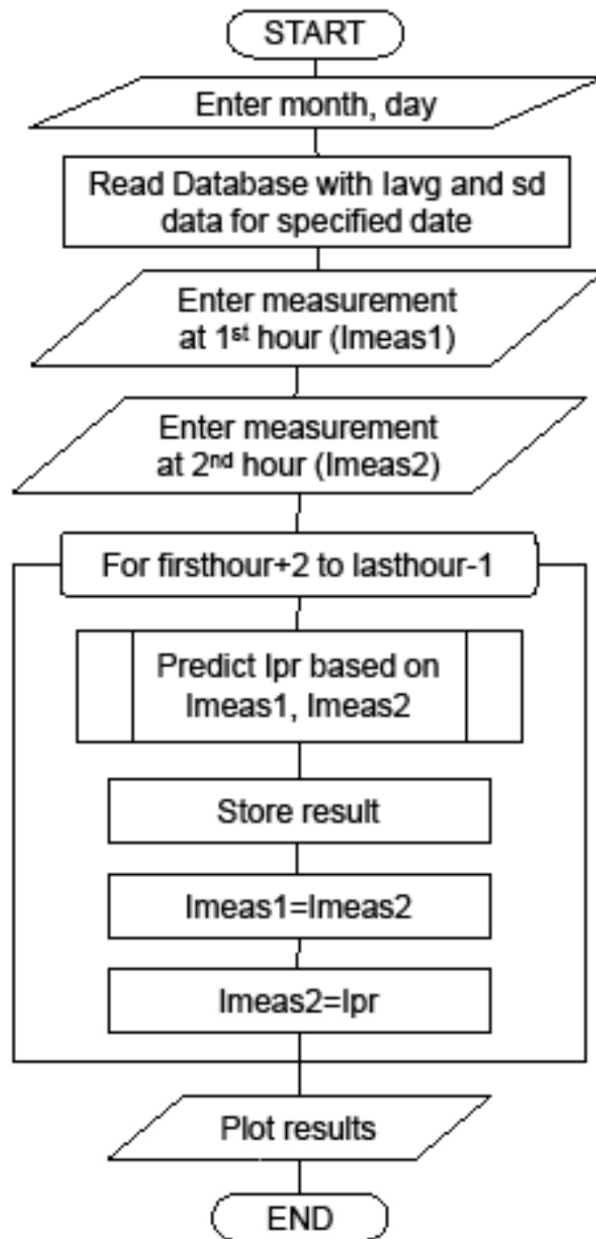 START
Enter month, day
Read Database with Iavg and sd
data for specified date
Enter measurement
at 1st hour (Imeas1)
Enter measurement
at 2nd hour (Imeas2)
For firsthour+2 to lasthour-1
Predict Ipr based on
Imeas1, Imeas2
Store result
Imeas1=Imeas2
Imeas2=Ipr
Plot results
END